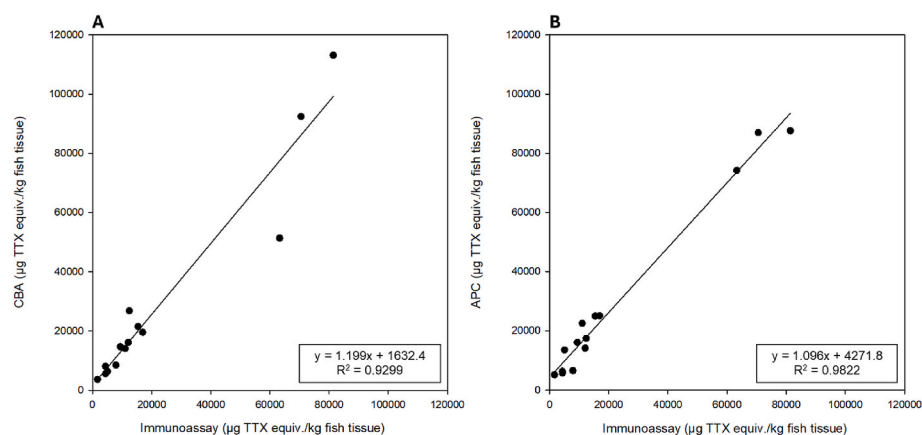 A
120000
100000
80000
60000
40000
20000
0
CBA (µg TTX equiv./kg fish tissue)
y = 1.199x + 1632.4
R² = 0.9299
0 20000 40000 60000 80000 100000 120000
Immunoassay (µg TTX equiv./kg fish tissue)
B
120000
100000
80000
60000
40000
20000
0
APC (µg TTX equiv./kg fish tissue)
y = 1.096x + 4271.8
R² = 0.9822
0 20000 40000 60000 80000 100000 120000
Immunoassay (µg TTX equiv./kg fish tissue)